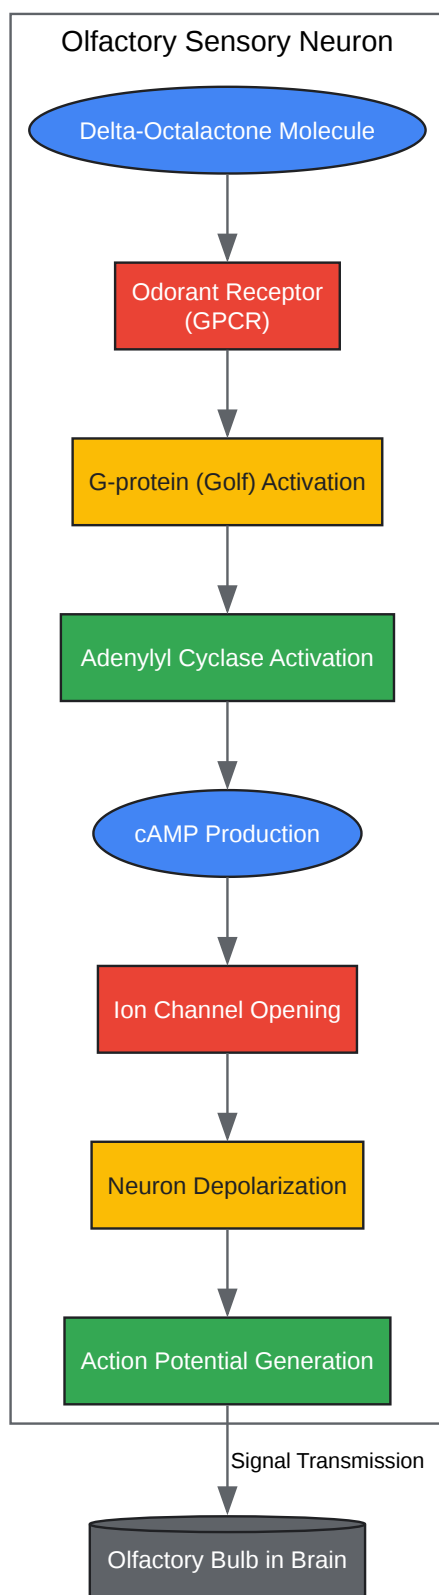 Olfactory Sensory Neuron
Delta-Octalactone Molecule
Odorant Receptor
(GPCR)
G-protein (Golf) Activation
Adenylyl Cyclase Activation
cAMP Production
Ion Channel Opening
Neuron Depolarization
Action Potential Generation
Signal Transmission
Olfactory Bulb in Brain